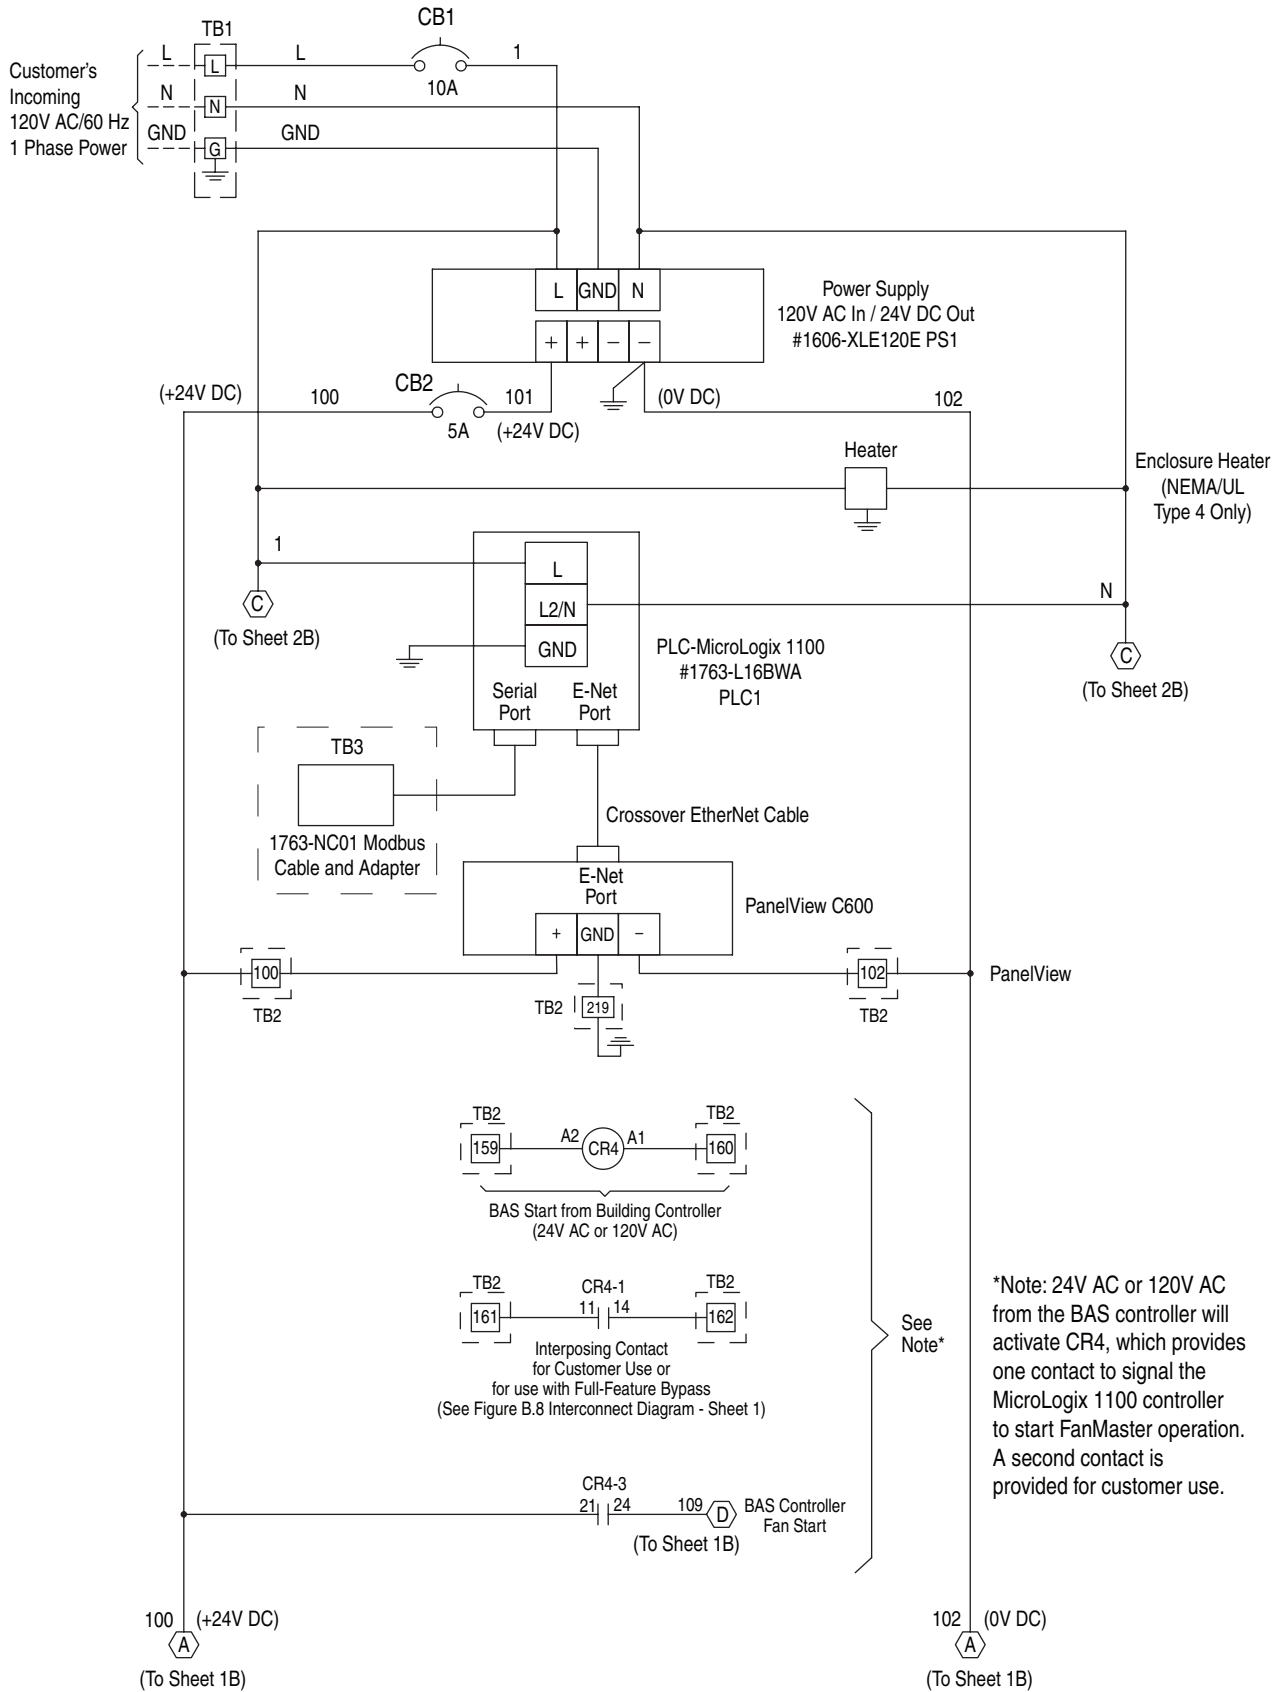 TB1
CB1
L
L
L
1
10A
Customer's
Incoming
120V AC/60 Hz
1 Phase Power
N
N
N
GND
G
GND
L
GND
N
+
+
–
–
Power Supply
120V AC In / 24V DC Out
#1606-XLE120E PS1
(+24V DC)
100
CB2
5A
101
(+24V DC)
(0V DC)
102
Heater
Enclosure Heater
(NEMA/UL
Type 4 Only)
1
L
L2/N
GND
N
C
(To Sheet 2B)
C
(To Sheet 2B)
PLC-MicroLogix 1100
#1763-L16BWA
PLC1
Serial
Port
E-Net
Port
TB3
1763-NC01 Modbus
Cable and Adapter
Crossover EtherNet Cable
E-Net
Port
+
GND
–
PanelView C600
100
TB2
TB2
219
102
TB2
PanelView
TB2
159
A2
CR4
A1
TB2
160
BAS Start from Building Controller
(24V AC or 120V AC)
TB2
161
CR4-1
11
14
TB2
162
Interposing Contact
for Customer Use or
for use with Full-Feature Bypass
(See Figure B.8 Interconnect Diagram - Sheet 1)
See
Note*
*Note: 24V AC or 120V AC
from the BAS controller will
activate CR4, which provides
one contact to signal the
MicroLogix 1100 controller
to start FanMaster operation.
A second contact is
provided for customer use.
CR4-3
21
24
109
D
BAS Controller
Fan Start
(To Sheet 1B)
100
(+24V DC)
A
(To Sheet 1B)
102
(0V DC)
A
(To Sheet 1B)